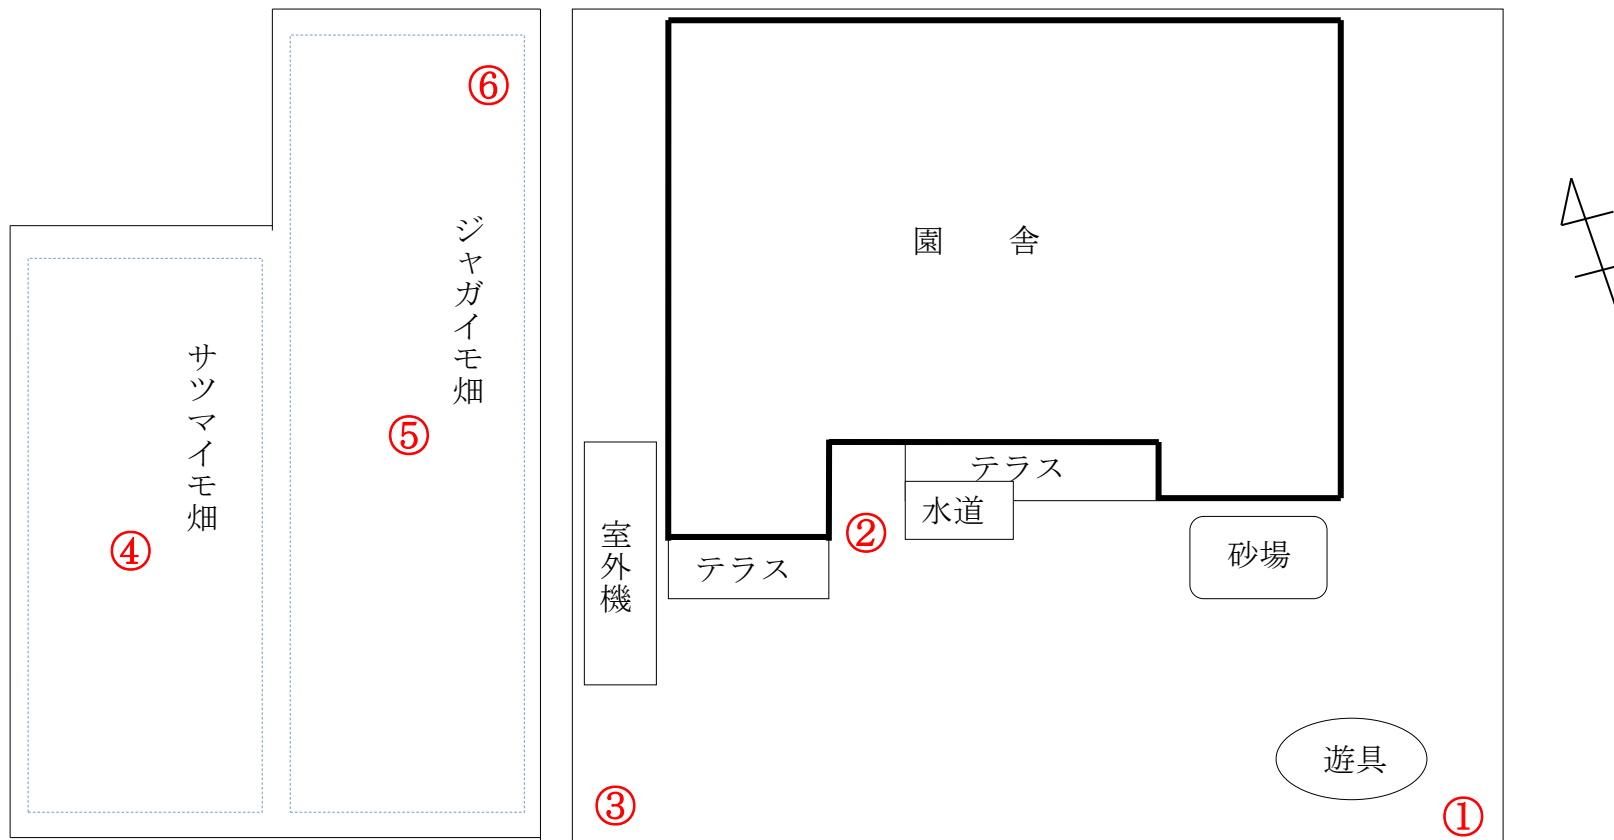 ⑥
ジャガイモ畑
園　舎
サツマイモ畑
⑤
テラス
水道
②
室外機
④
テラス
砂場
遊具
③
①